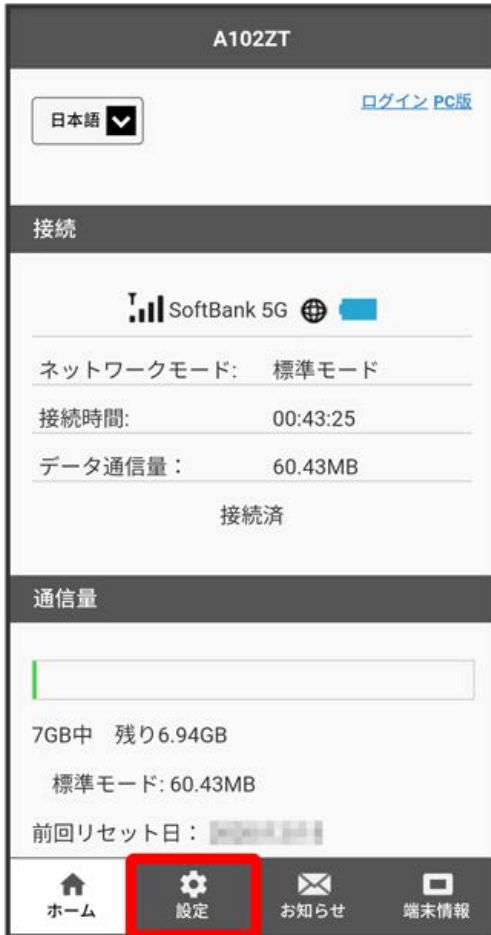 A102ZT
ログイン PC版
日本語
接続
SoftBank 5G
ネットワークモード: 標準モード
接続時間: 00:43:25
データ通信量： 60.43MB
接続済
通信量
7GB中 残り6.94GB
標準モード: 60.43MB
前回リセット日：
ホーム 設定 お知らせ 端末情報